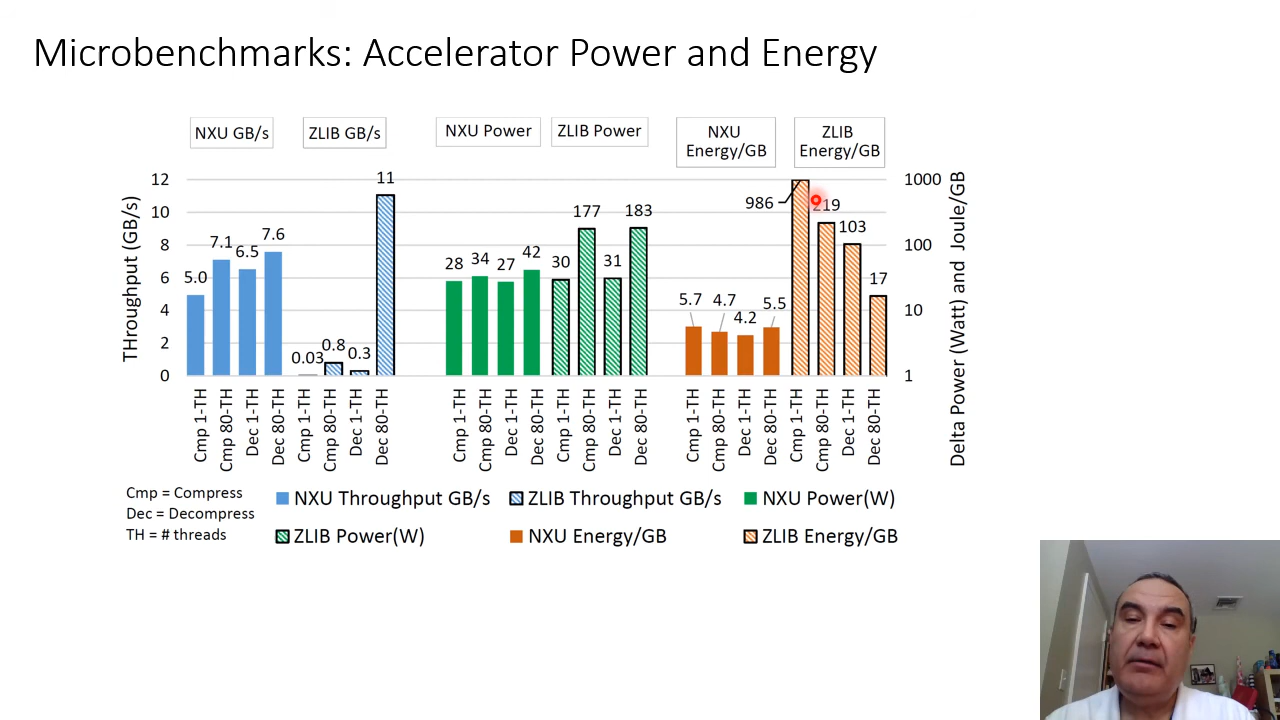 Microbenchmarks: Accelerator Power and Energy
NXU GB/s
ZLIB GB/s
NXU Power
ZLIB Power
NXU
Energy/GB
ZLIB
Energy/GB
THroughput (GB/s)
12
10
8
6
4
2
0
5.0
7.1
6.5
7.6
0.03
0.8
0.3
11
28
34
27
42
30
177
31
183
5.7
4.7
4.2
5.5
986
219
103
17
1000
100
10
1
Delta Power (Watt) and Joule/GB
Cmp 1-TH
Cmp 80-TH
Dec 1-TH
Dec 80-TH
Cmp 1-TH
Cmp 80-TH
Dec 1-TH
Dec 80-TH
Cmp 1-TH
Cmp 80-TH
Dec 1-TH
Dec 80-TH
Cmp 1-TH
Cmp 80-TH
Dec 1-TH
Dec 80-TH
Cmp 1-TH
Cmp 80-TH
Dec 1-TH
Dec 80-TH
Cmp 1-TH
Cmp 80-TH
Dec 1-TH
Dec 80-TH
Cmp = Compress
Dec = Decompress
TH = # threads
NXU Throughput GB/s
ZLIB Throughput GB/s
NXU Power(W)
ZLIB Power(W)
NXU Energy/GB
ZLIB Energy/GB